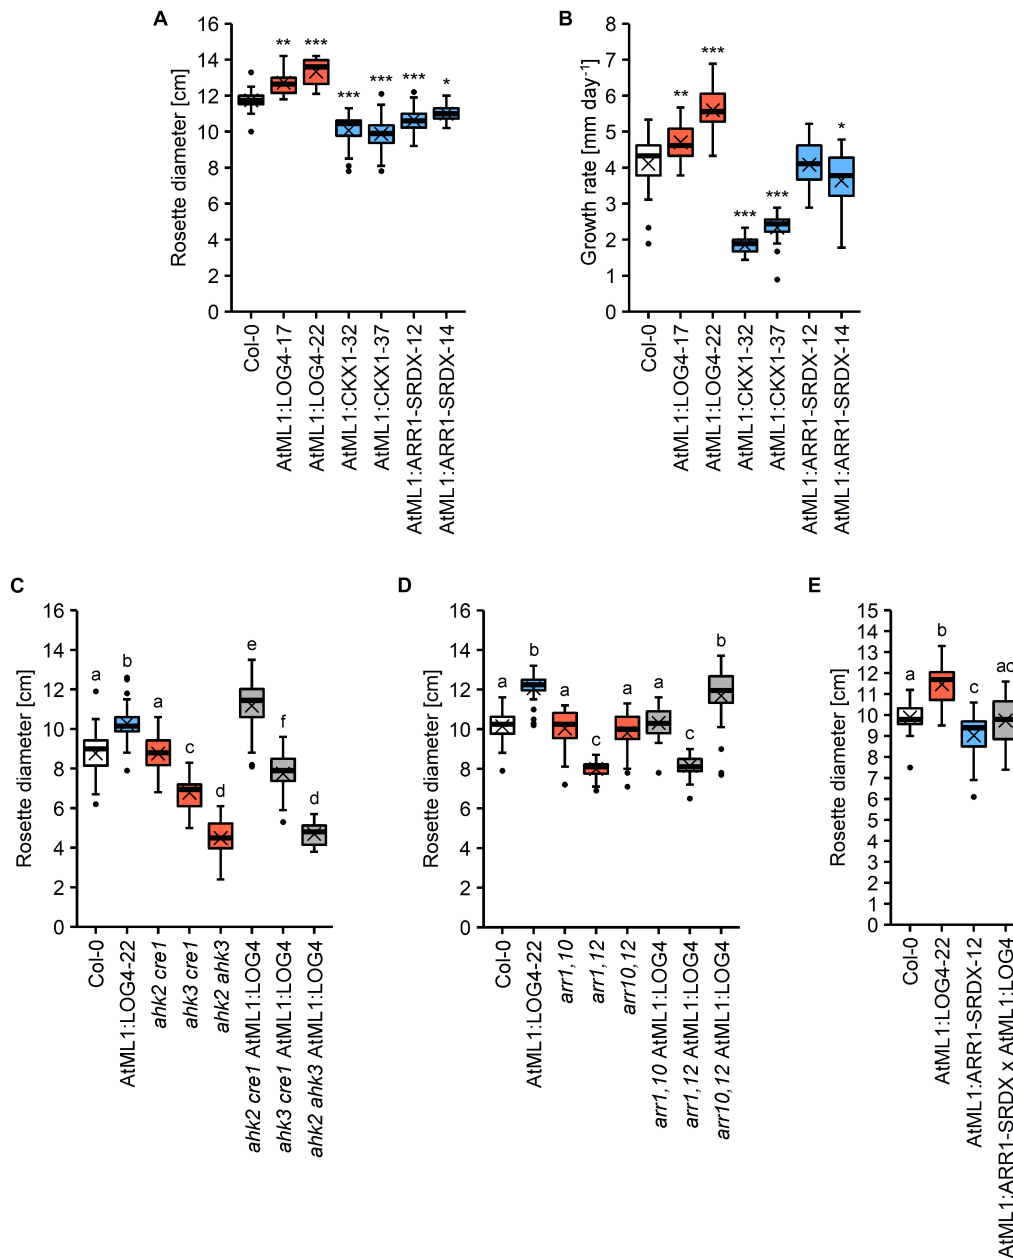 A
Rosette diameter [cm]
16
14
12
10
8
6
4
2
0
**
***
***
***
***
*
Col-0
AtML1:LOG4-17
AtML1:LOG4-22
AtML1:CKX1-32
AtML1:CKX1-37
AtML1:ARR1-SRDX-12
AtML1:ARR1-SRDX-14
B
Growth rate [mm day-1]
8
7
6
5
4
3
2
1
0
**
***
***
***
*
Col-0
AtML1:LOG4-17
AtML1:LOG4-22
AtML1:CKX1-32
AtML1:CKX1-37
AtML1:ARR1-SRDX-12
AtML1:ARR1-SRDX-14
C
Rosette diameter [cm]
16
14
12
10
8
6
4
2
0
a
b
a
c
d
e
f
d
Col-0
AtML1:LOG4-22
ahk2 cre1
ahk3 cre1
ahk2 ahk3
ahk2 cre1 AtML1:LOG4
ahk3 cre1 AtML1:LOG4
ahk2 ahk3 AtML1:LOG4
D
Rosette diameter [cm]
16
14
12
10
8
6
4
2
0
a
b
a
c
a
a
c
b
Col-0
AtML1:LOG4-22
arr1,10
arr1,12
arr10,12
arr1,10 AtML1:LOG4
arr1,12 AtML1:LOG4
arr10,12 AtML1:LOG4
E
Rosette diameter [cm]
15
14
13
12
11
10
9
8
7
6
5
4
3
2
1
0
a
b
c
ac
Col-0
AtML1:LOG4-22
AtML1:ARR1-SRDX-12
AtML1:ARR1-SRDX x AtML1:LOG4